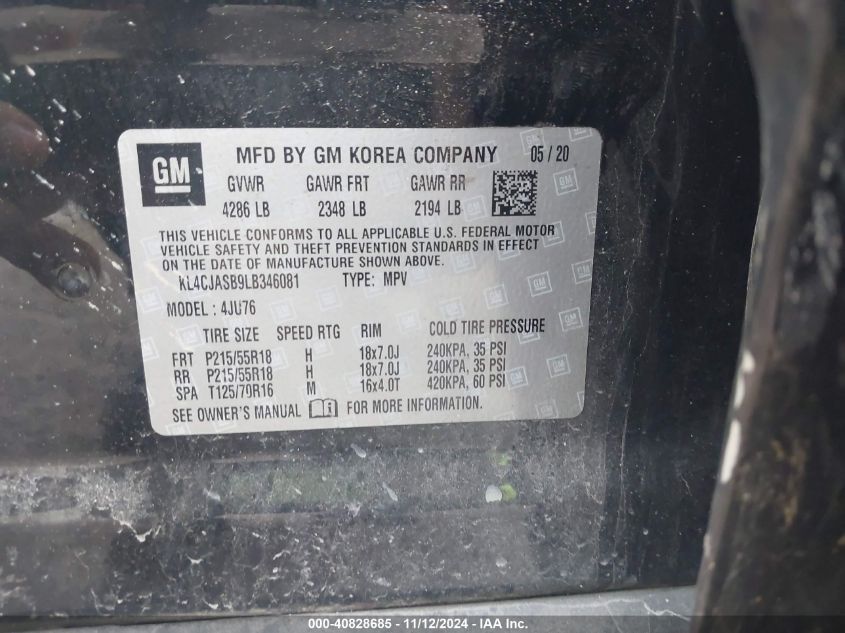 GM MFD BY GM KOREA COMPANY 05/20
GVWR GAWR FRT GAWR RR
4286 LB 2348 LB 2194 LB
THIS VEHICLE CONFORMS TO ALL APPLICABLE U.S. FEDERAL MOTOR
VEHICLE SAFETY AND THEFT PREVENTION STANDARDS IN EFFECT
ON THE DATE OF MANUFACTURE SHOWN ABOVE.
KL4CJASB9LB346081 TYPE: MPV
MODEL: 4JU76
TIRE SIZE SPEED RTG RIM COLD TIRE PRESSURE
FRT P215/55R18 H 18x7.0J 240KPA, 35 PSI
RR P215/55R18 H 18x7.0J 240KPA, 35 PSI
SPA T125/70R16 M 16x4.0T 420KPA, 60 PSI
SEE OWNER'S MANUAL FOR MORE INFORMATION.
000-40828685 - 11/12/2024 - IAAI Inc.